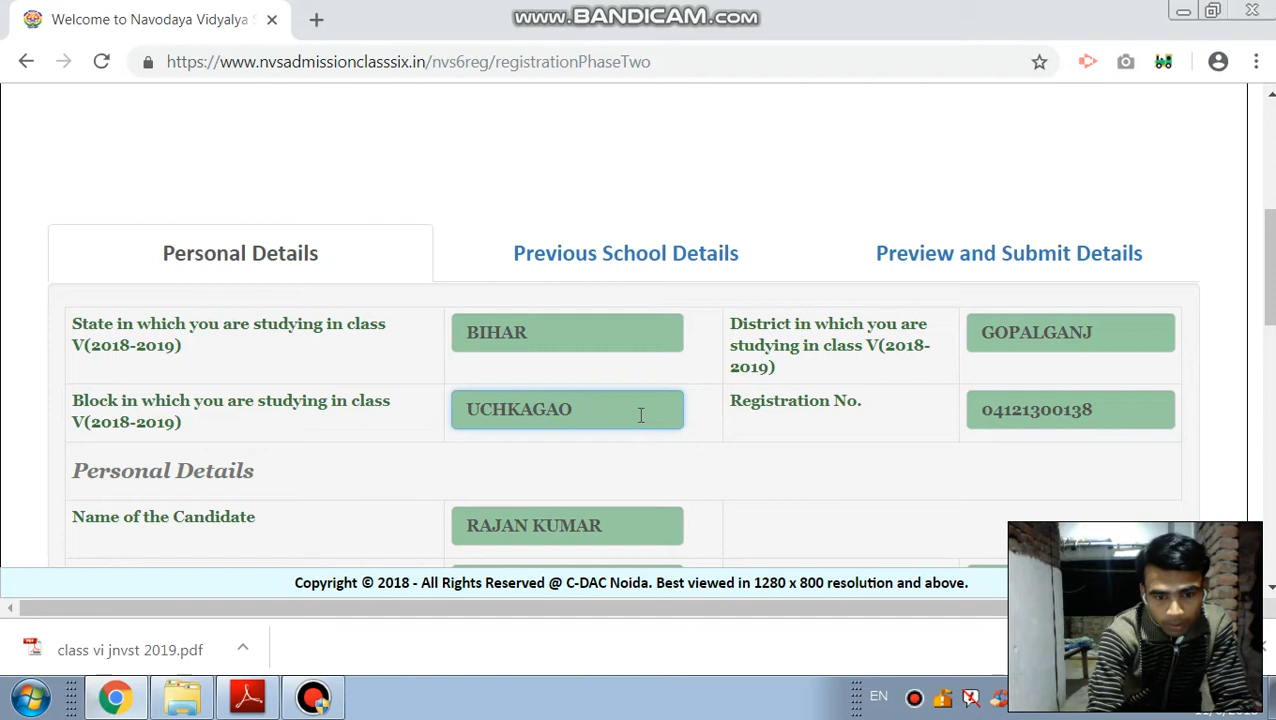 Welcome to Navodaya Vidyalya S
www.BANDICAM.com
https://www.nvsadmissionclasssix.in/nvs6reg/registrationPhaseTwo
Personal Details
Previous School Details
Preview and Submit Details
State in which you are studying in class V(2018-2019)
BIHAR
District in which you are studying in class V(2018-2019)
GOPALGANJ
Block in which you are studying in class V(2018-2019)
UCHKAGAO
Registration No.
04121300138
Personal Details
Name of the Candidate
RAJAN KUMAR
Copyright © 2018 - All Rights Reserved @ C-DAC Noida. Best viewed in 1280 x 800 resolution and above.
class vi jnvst 2019.pdf
EN